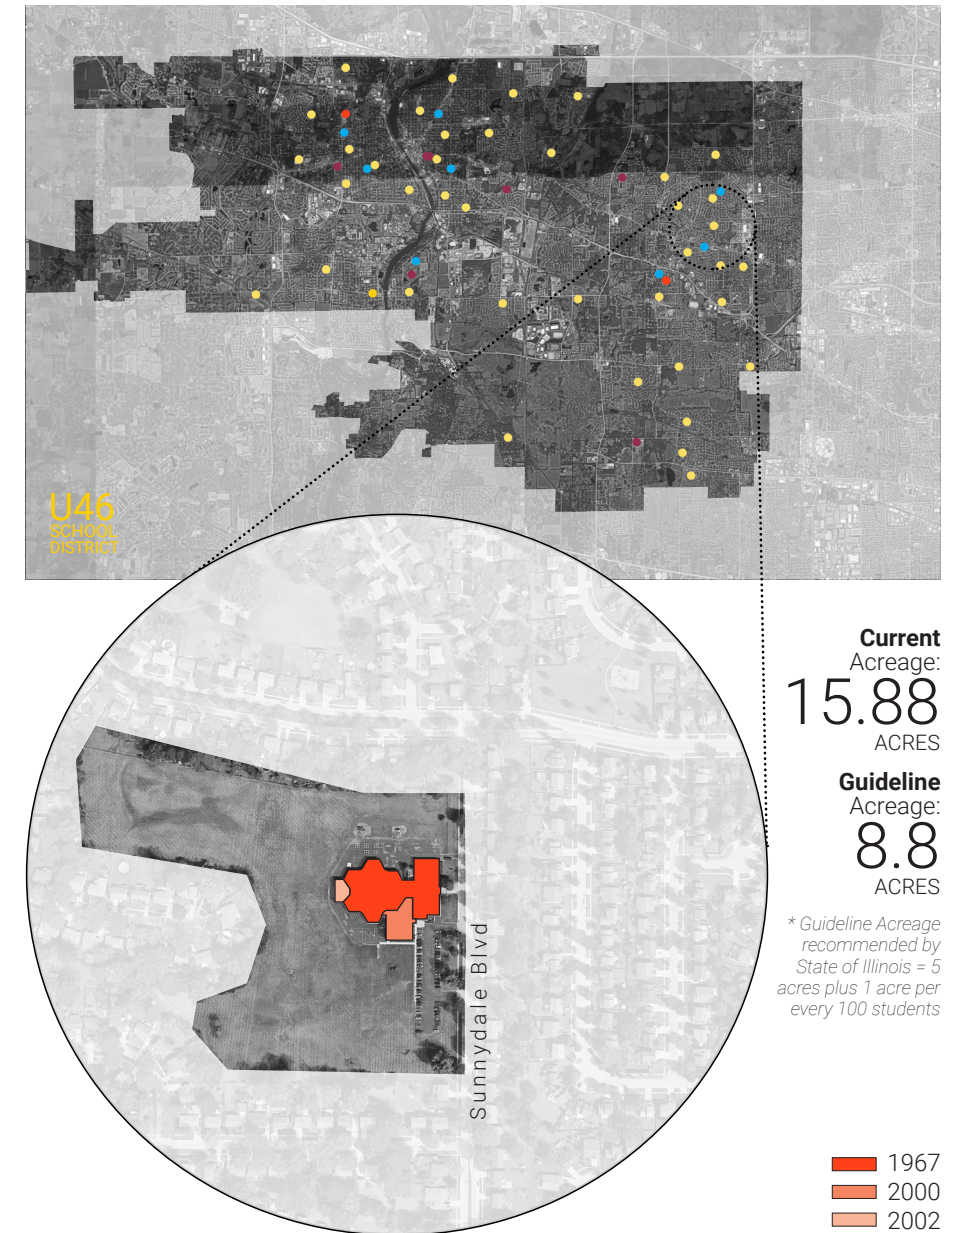 U46
SCHOOL
DISTRICT
Current
Acreage:
15.88
ACRES
Guideline
Acreage:
8.8
ACRES
* Guideline Acreage
recommended by
State of Illinois = 5
acres plus 1 acre per
every 100 students
Sunnydale Blvd
1967
2000
2002